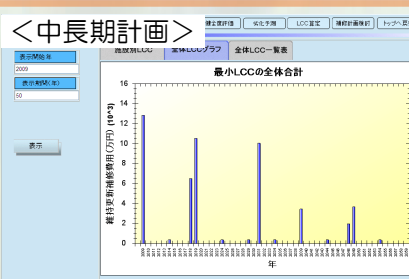 <中長期計画>
健全度評価 劣化予測 LCC算定 補修計画検討 トップへ戻
施設別LCC 全体LCCグラフ 全体LCC一覧表
表示開始年
2009
表示期間(年)
50
表示
最小LCCの全体合計
維持更新補修費用(万円) (10^3)
16
14
12
10
8
6
4
2
0
年